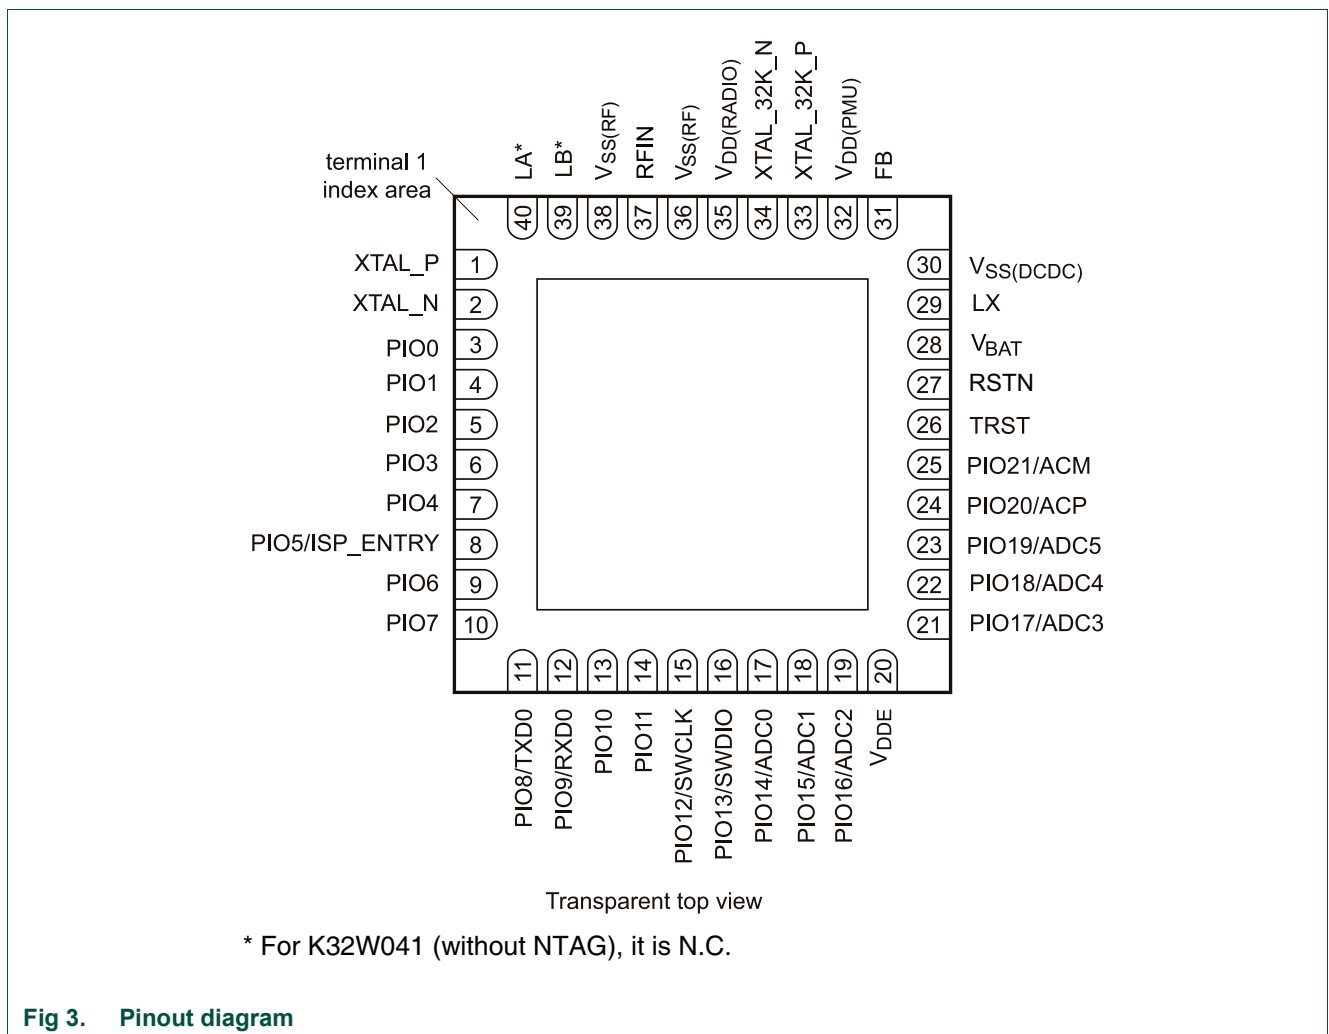 LA*
LB*
VSS(RF)
RFIN
VSS(RF)
VDD(RADIO)
XTAL_32K_N
XTAL_32K_P
VDD(PMU)
FB
terminal 1
index area
40
39
38
37
36
35
34
33
32
31
XTAL_P 1
XTAL_N 2
PIO0 3
PIO1 4
PIO2 5
PIO3 6
PIO4 7
PIO5/ISP_ENTRY 8
PIO6 9
PIO7 10
30 VSS(DCDC)
29 LX
28 VBAT
27 RSTN
26 TRST
25 PIO21/ACM
24 PIO20/ACP
23 PIO19/ADC5
22 PIO18/ADC4
21 PIO17/ADC3
11
12
13
14
15
16
17
18
19
20
PIO8/TXD0
PIO9/RXD0
PIO10
PIO11
PIO12/SWCLK
PIO13/SWDIO
PIO14/ADC0
PIO15/ADC1
PIO16/ADC2
VDDE
Transparent top view
* For K32W041 (without NTAG), it is N.C.
Fig 3. Pinout diagram